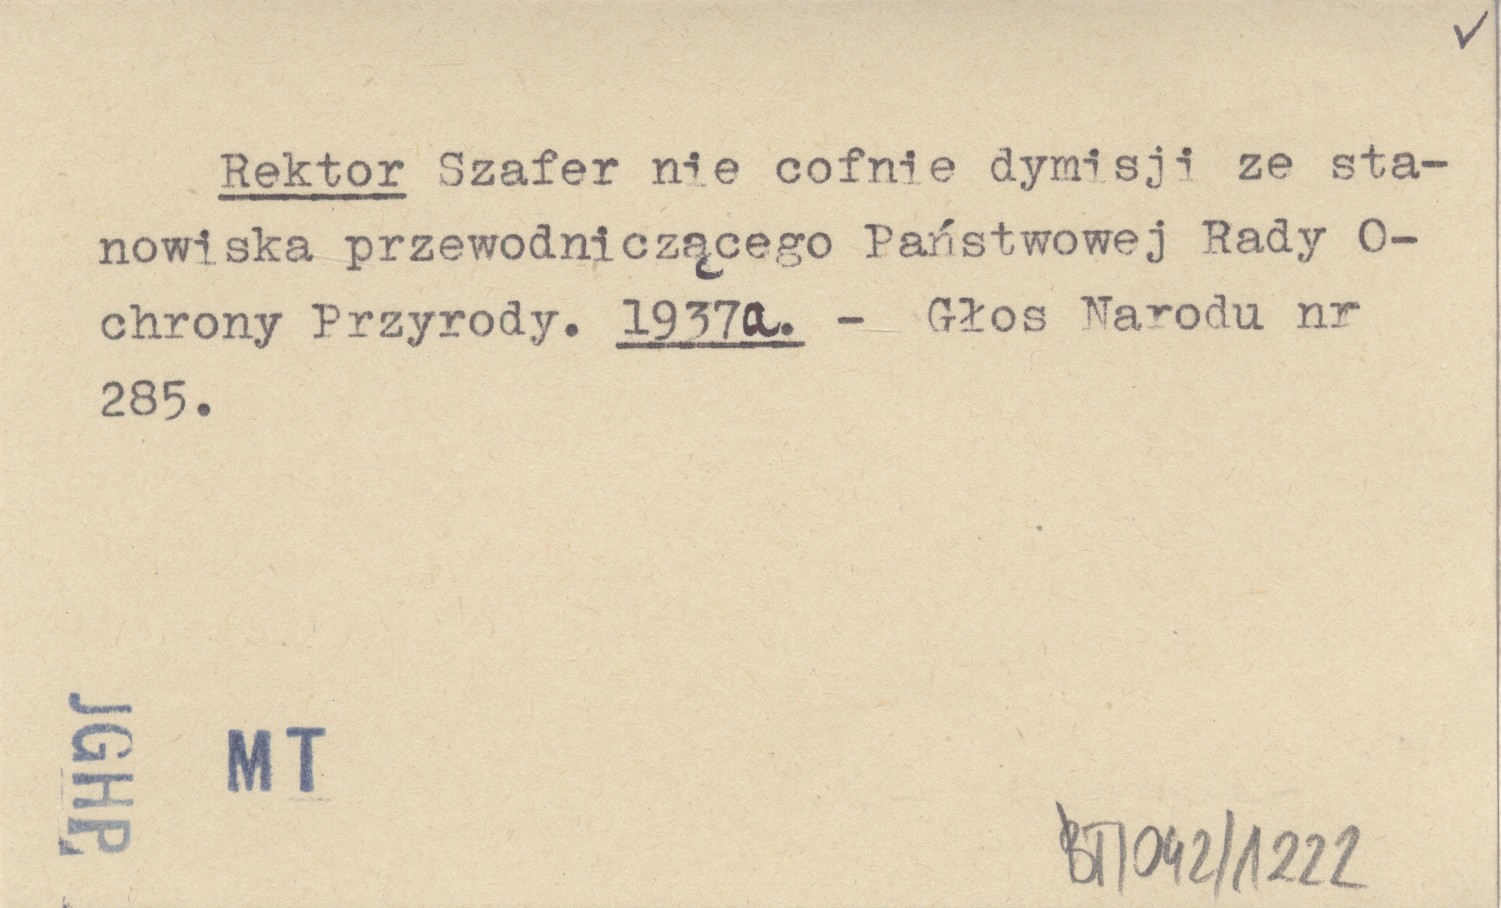 ✓
Rektor Szafer nie cofnie dymisji ze sta-
nowiska przewodniczącego Państwowej Rady O-
chrony Przyrody. 1937a. - Głos Narodu nr
285.
JGHP,
MT
BT/042/1222